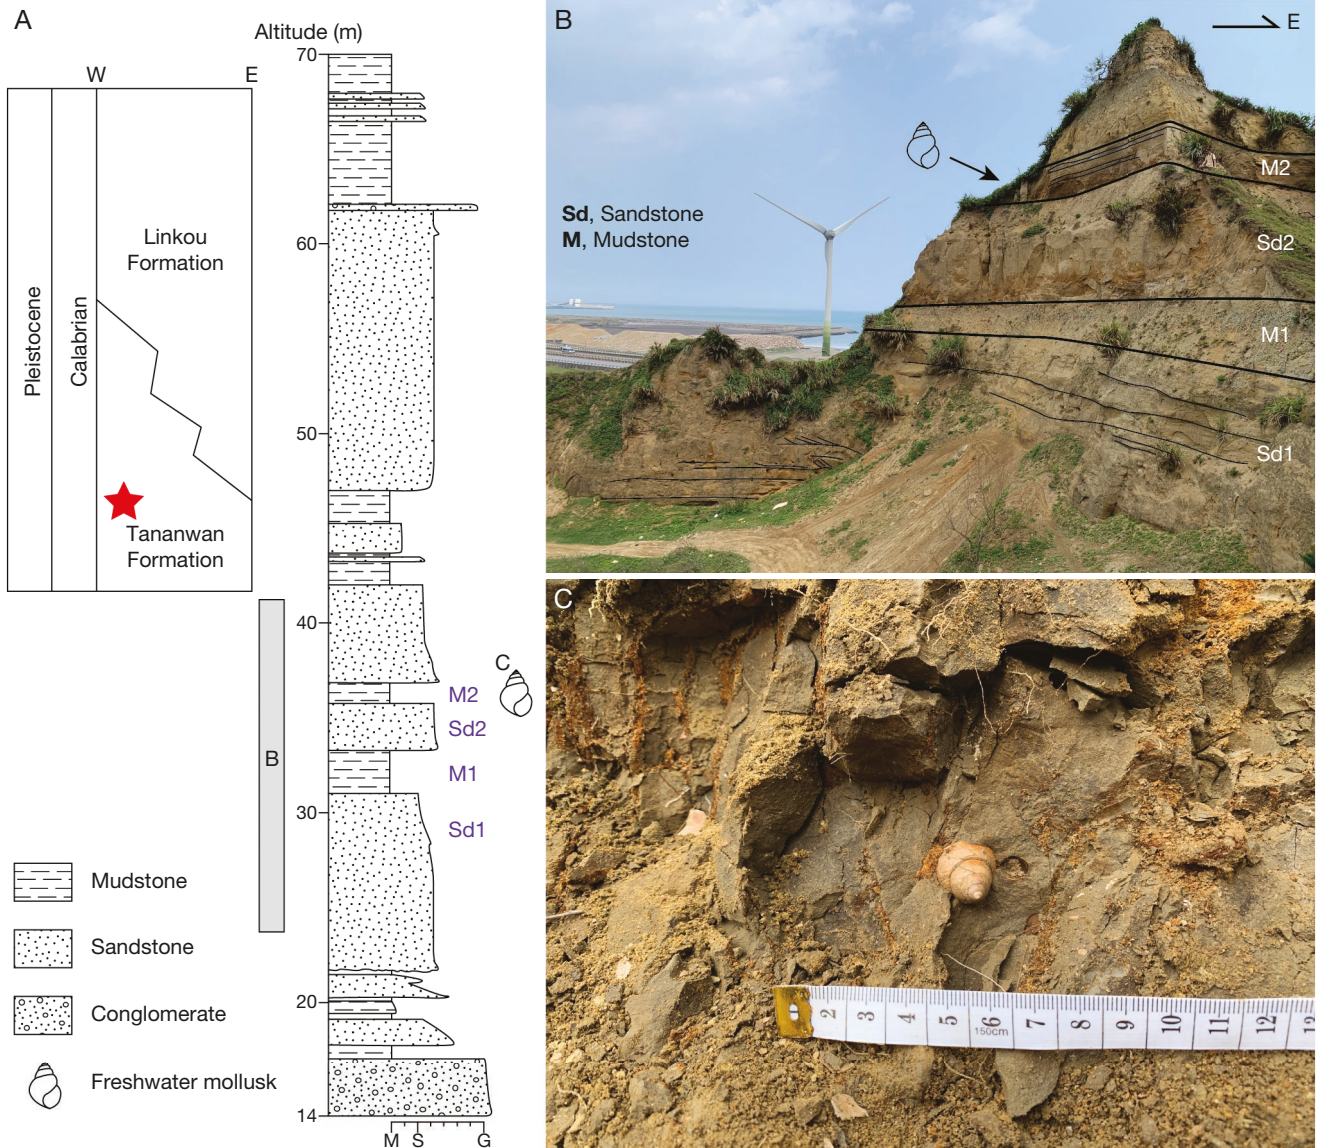 A
Altitude (m)
W
E
Pleistocene
Calabrian
Linkou
Formation
Tananwan
Formation
70
60
50
40
30
20
14
B
C
M2
Sd2
M1
Sd1
Mudstone
Sandstone
Conglomerate
Freshwater mollusk
M
S
G
B
E
Sd, Sandstone
M, Mudstone
M2
Sd2
M1
Sd1
C
2 3 4 5 6 7 8 9 10 11 12 13
150cm